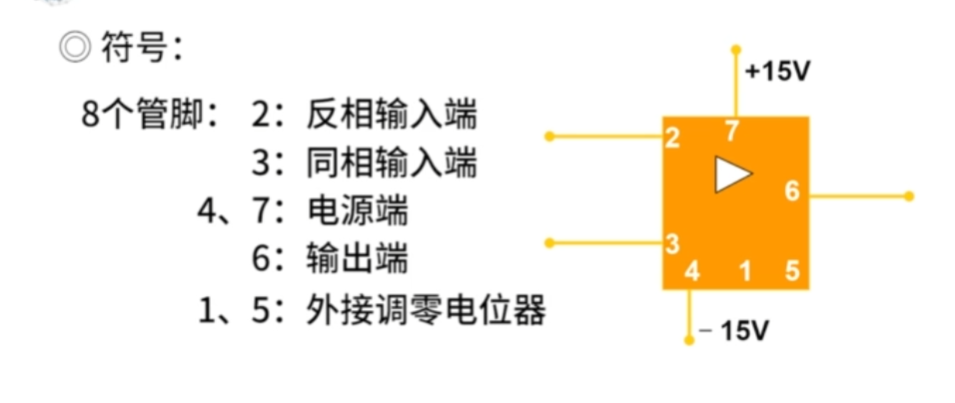 ◎ 符号：
8个管脚： 2：反相输入端
3：同相输入端
4、7：电源端
6：输出端
1、5：外接调零电位器
+15V
7
2
6
3
4 1 5
– 15V